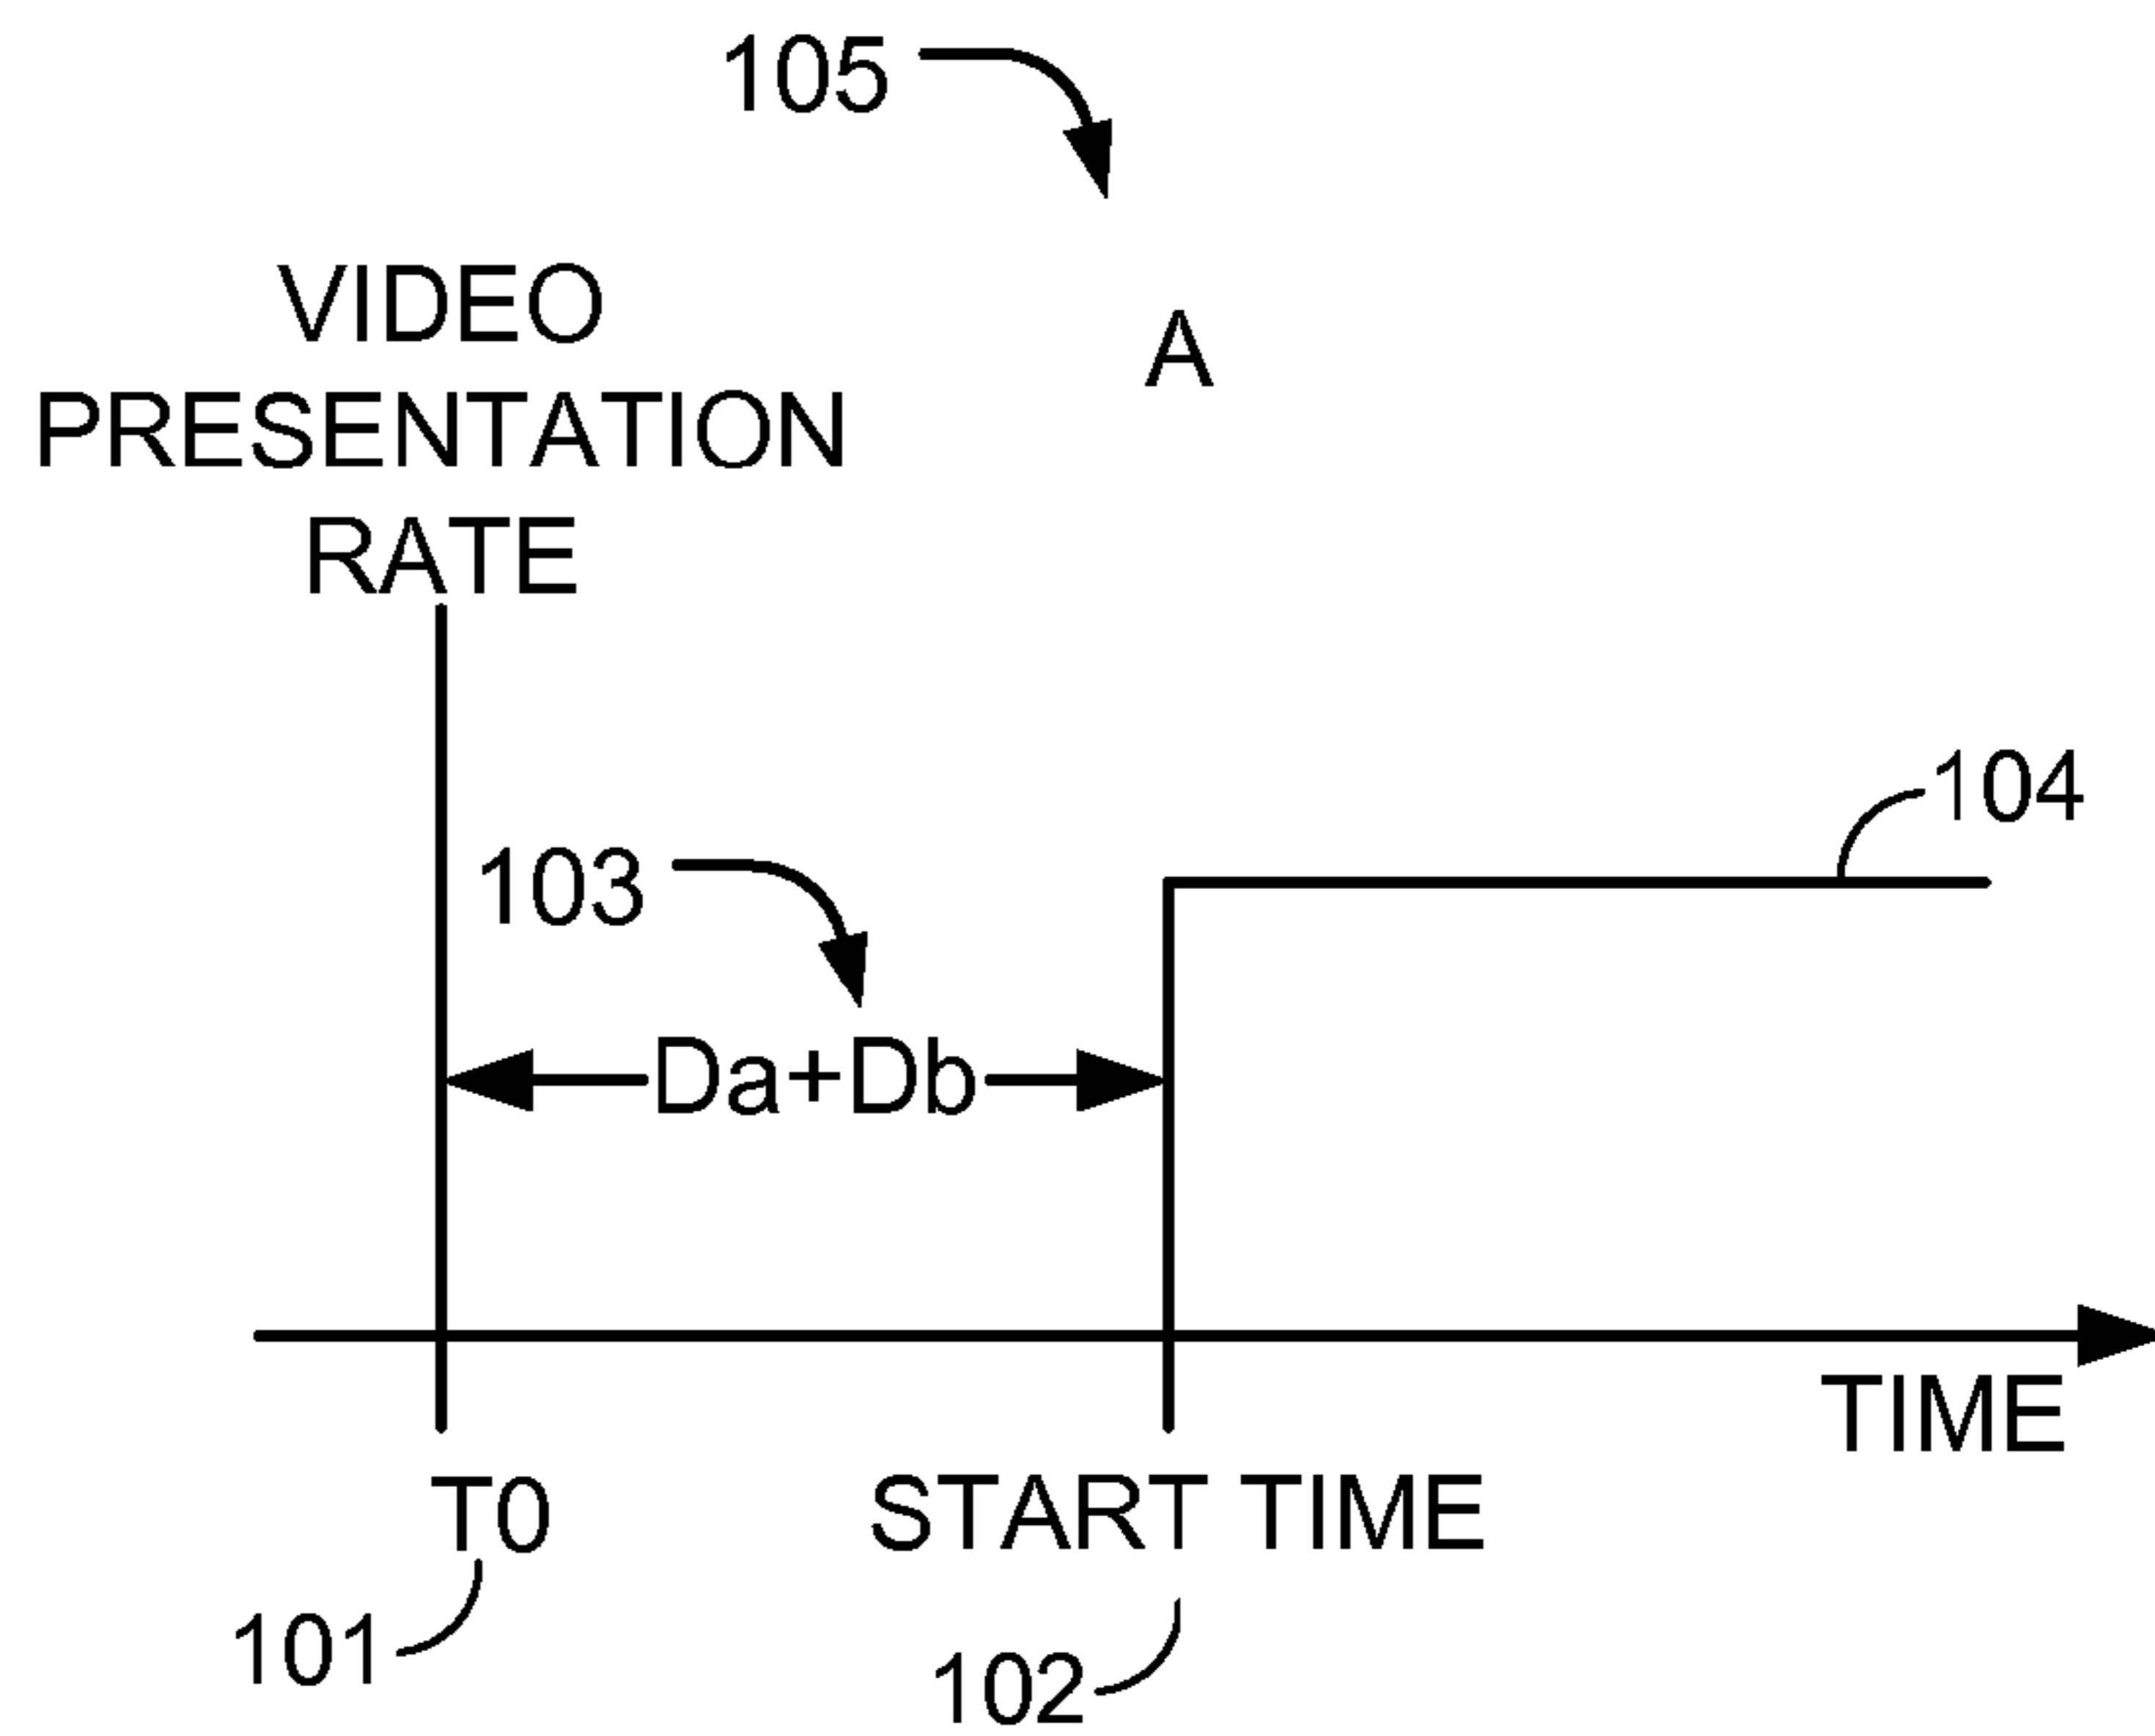 105
VIDEO
PRESENTATION
RATE
A
104
103
Da+Db
TIME
T0
START TIME
101
102